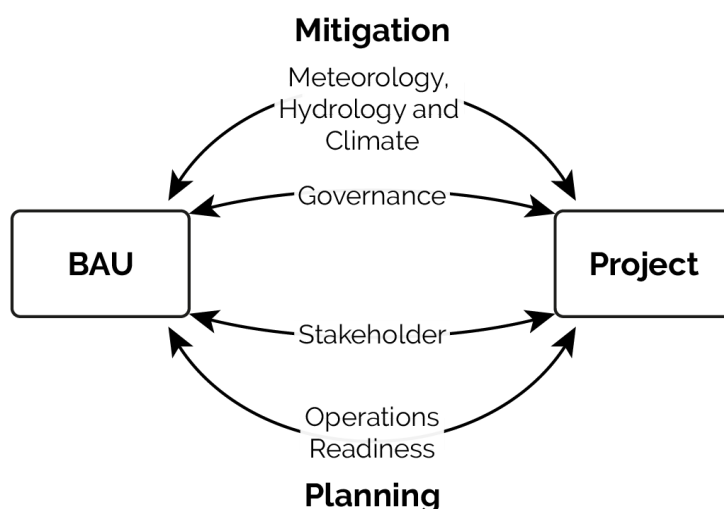 Mitigation
Meteorology,
Hydrology and
Climate
Governance
BAU
Project
Stakeholder
Operations
Readiness
Planning